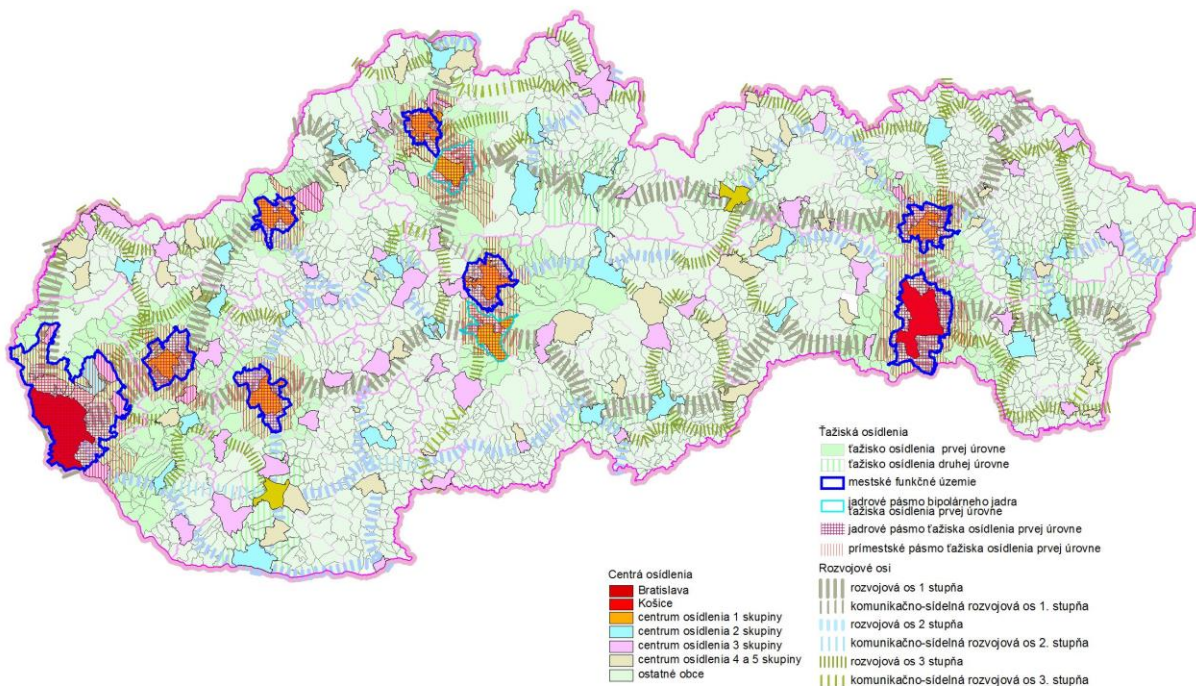 Ťažiská osídlenia
ťažisko osídlenia prvej úrovne
ťažisko osídlenia druhej úrovne
mestské funkčné územie
jadrové pásmo bipolárneho jadra
ťažiska osídlenia prvej úrovne
jadrové pásmo ťažiska osídlenia prvej úrovne
prímestské pásmo ťažiska osídlenia prvej úrovne
Rozvojové osi
rozvojová os 1 stupňa
komunikačno-sídelná rozvojová os 1. stupňa
rozvojová os 2 stupňa
komunikačno-sídelná rozvojová os 2. stupňa
rozvojová os 3 stupňa
komunikačno-sídelná rozvojová os 3. stupňa
Centrá osídlenia
Bratislava
Košice
centrum osídlenia 1 skupiny
centrum osídlenia 2 skupiny
centrum osídlenia 3 skupiny
centrum osídlenia 4 a 5 skupiny
ostatné obce